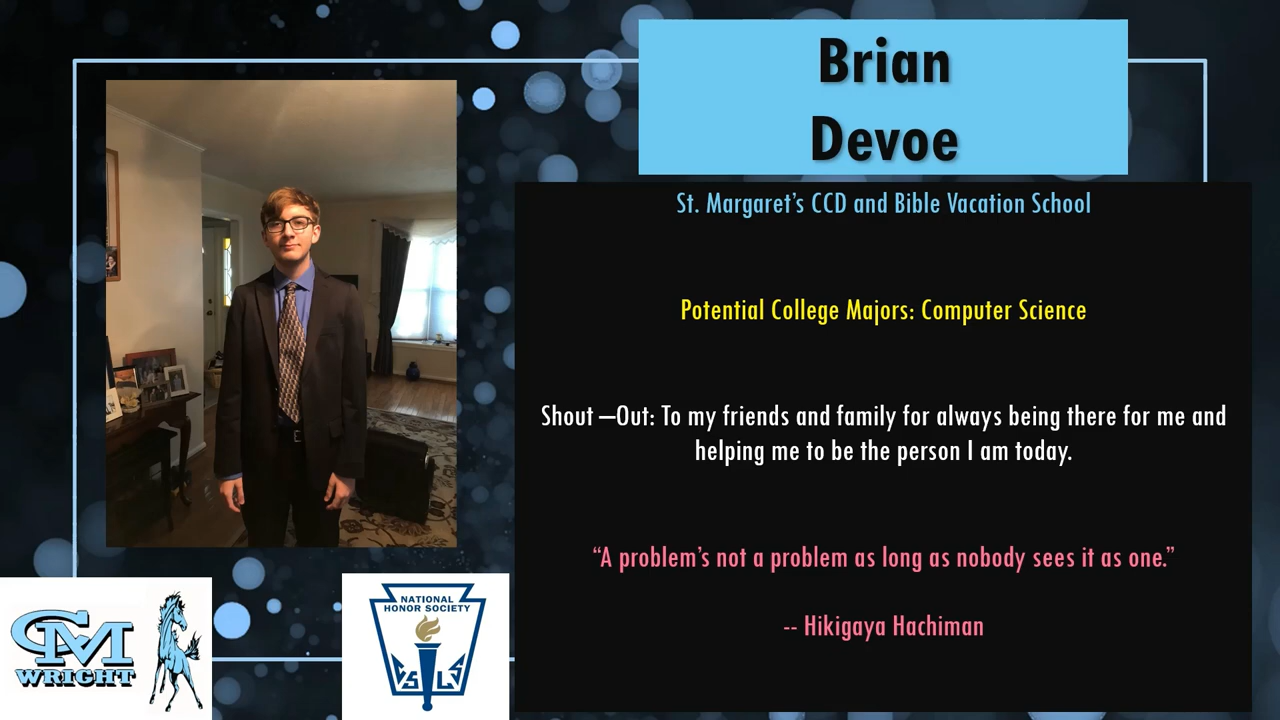 Brian
Devoe
St. Margaret’s CCD and Bible Vacation School
Potential College Majors: Computer Science
Shout –Out: To my friends and family for always being there for me and
helping me to be the person I am today.
“A problem’s not a problem as long as nobody sees it as one.”
-- Hikigaya Hachiman
CM
WRIGHT
NATIONAL
HONOR SOCIETY
C S L S